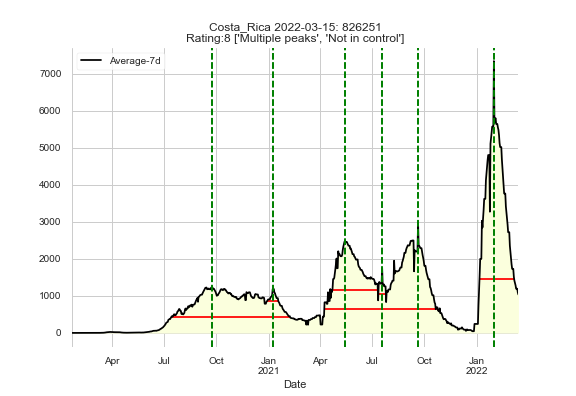 Costa_Rica 2022-03-15: 826251
Rating:8 ['Multiple peaks', 'Not in control']
Average-7d
7000
6000
5000
4000
3000
2000
1000
0
Apr Jul Oct Jan Apr Jul Oct Jan
2021 2022
Date